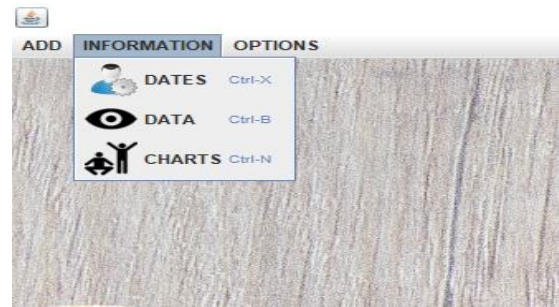 ADD INFORMATION OPTIONS
DATES Ctrl-X
DATA Ctrl-B
CHARTS Ctrl-N